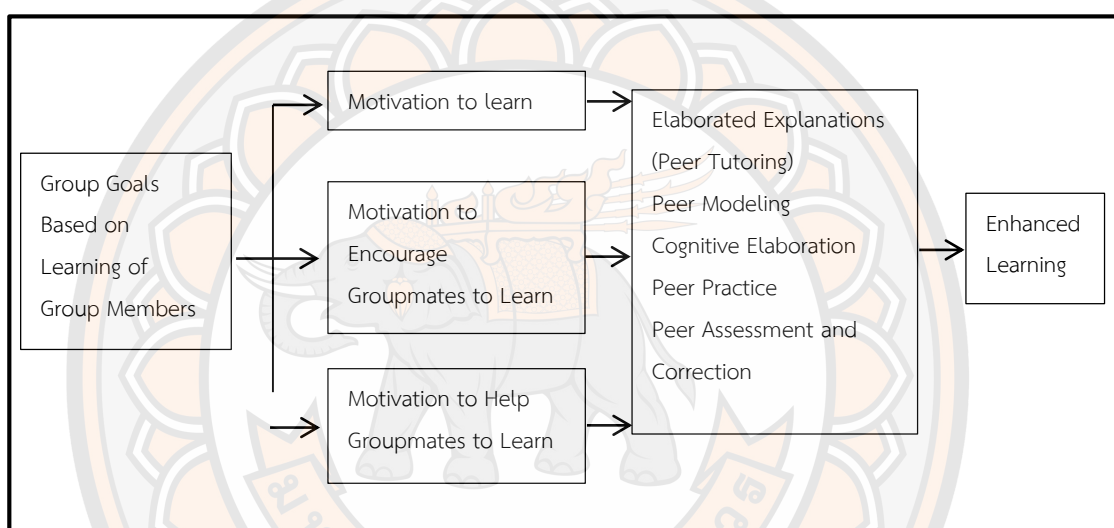 Group Goals
Based on
Learning of
Group Members
Motivation to learn
Motivation to
Encourage
Groupmates to Learn
Motivation to Help
Groupmates to Learn
Elaborated Explanations
(Peer Tutoring)
Peer Modeling
Cognitive Elaboration
Peer Practice
Peer Assessment and
Correction
Enhanced
Learning